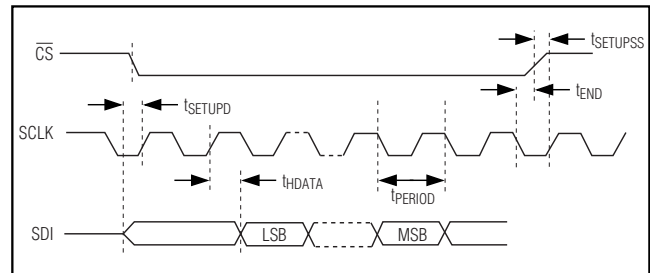 CS
tSETUPSS
tEND
tSETUPD
SCLK
tHDATA
tPERIOD
SDI
LSB
MSB